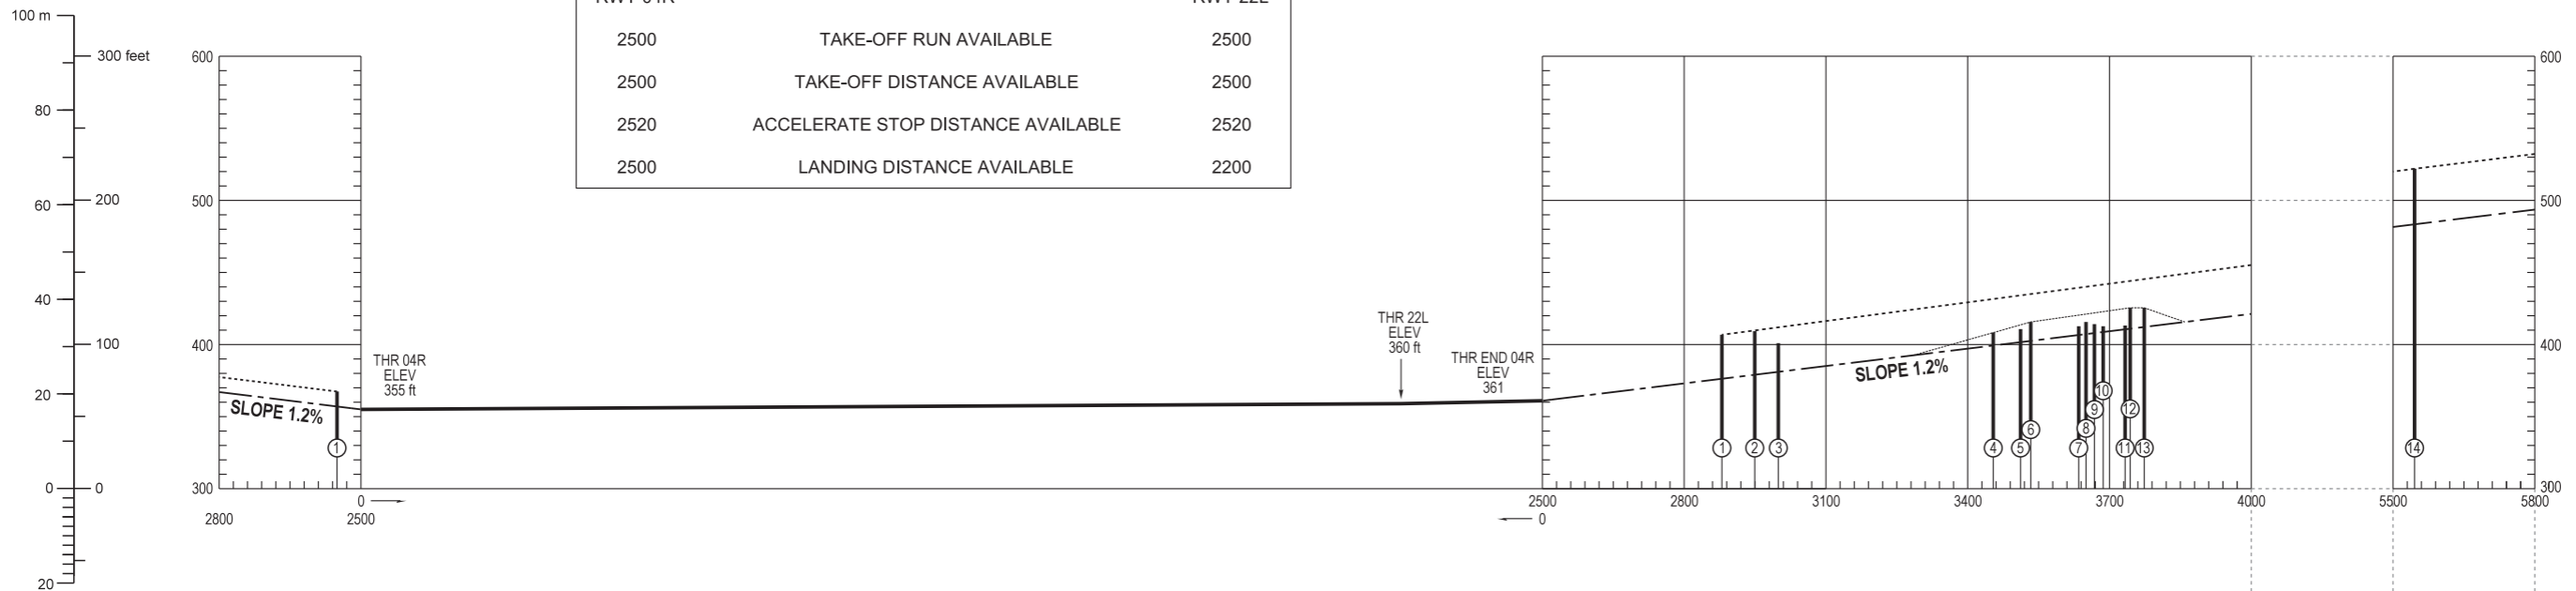 100 m
300 feet
80
60
200
40
100
20
0
0
20
600
500
400
300
2800
2500
0
SLOPE 1.2%
1
THR 04R
ELEV
355 ft
2500 TAKE-OFF RUN AVAILABLE 2500
2500 TAKE-OFF DISTANCE AVAILABLE 2500
2520 ACCELERATE STOP DISTANCE AVAILABLE 2520
2500 LANDING DISTANCE AVAILABLE 2200
THR 22L
ELEV
360 ft
THR END 04R
ELEV
361
SLOPE 1.2%
1 2 3 4 5 6 7 8 9 10 11 12 13 14
2500 2800 3100 3400 3700 4000 5500 5800
0
600
500
400
300